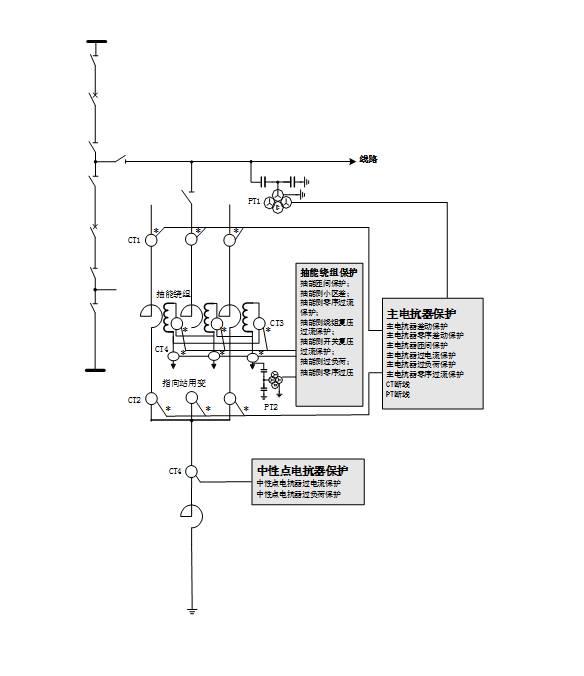 线路
PT1
CT1
抽能绕组保护
抽能匝间保护;
抽能侧小区差;
抽能侧零序过流
保护;
抽能侧绕组复压
过流保护;
抽能侧开关复压
过流保护;
抽能侧过负荷;
抽能侧零序过压
抽能绕组
CT3
CT4
主电抗器保护
主电抗器差动保护
主电抗器零序差动保护
主电抗器匝间保护
主电抗器过电流保护
主电抗器过负荷保护
主电抗器零序过流保护
CT断线
PT断线
指向站用变
CT2
PT2
CT4
中性点电抗器保护
中性点电抗器过电流保护
中性点电抗器过负荷保护